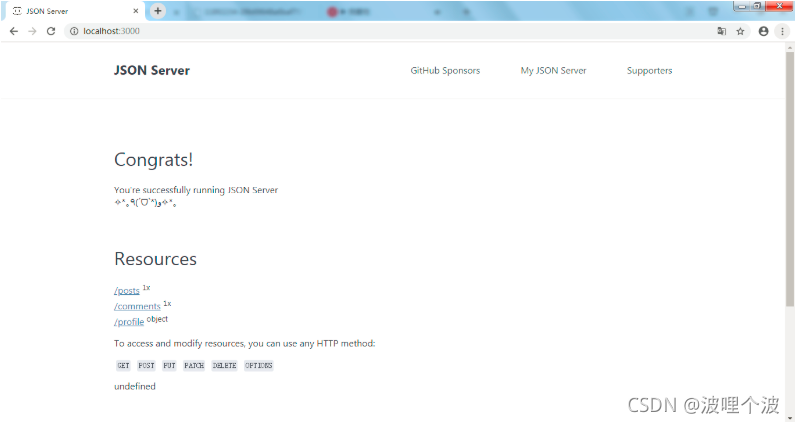 JSON Server
localhost:3000
JSON Server
GitHub Sponsors
My JSON Server
Supporters
Congrats!
You're successfully running JSON Server
✧*｡٩(ˊᗜˋ*)و✧*｡
Resources
/posts 1x
/comments 1x
/profile object
To access and modify resources, you can use any HTTP method:
GET POST PUT PATCH DELETE OPTIONS
undefined
CSDN @波哩个波